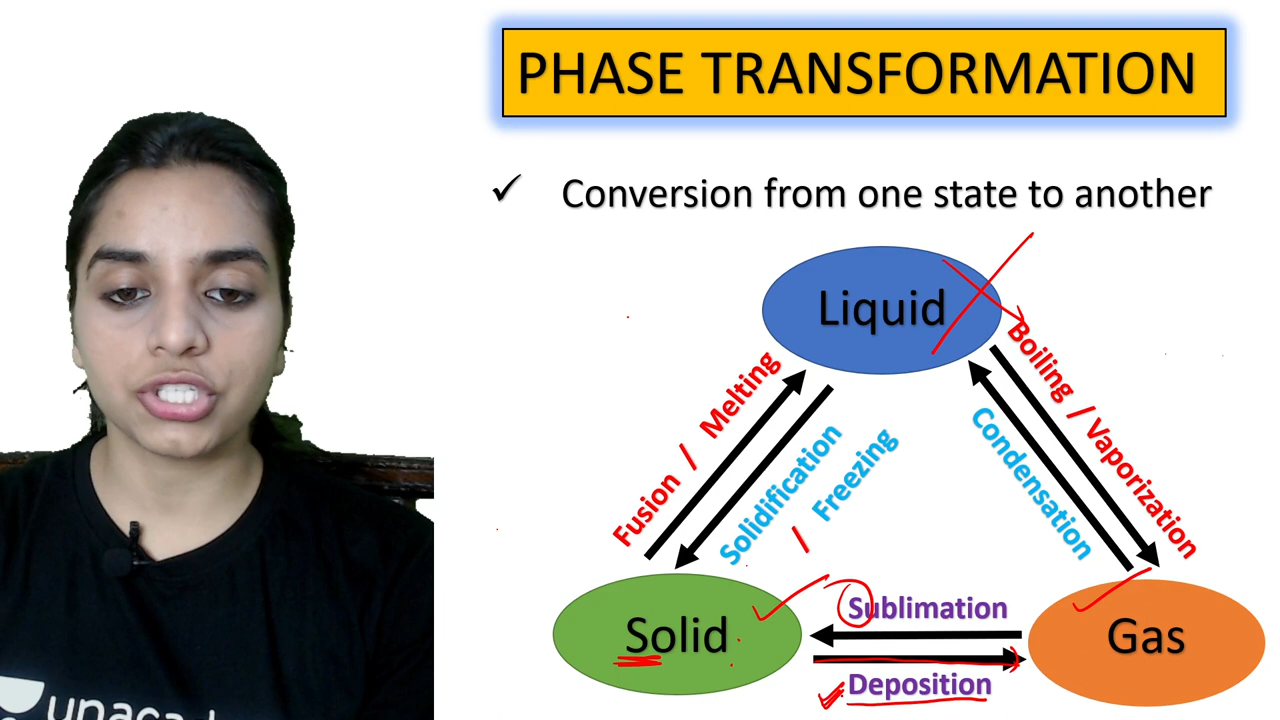 PHASE TRANSFORMATION
✓ Conversion from one state to another
Liquid
Fusion / Melting
Solidification / Freezing
Boiling / Vaporization
Condensation
Solid
Sublimation
Deposition
Gas